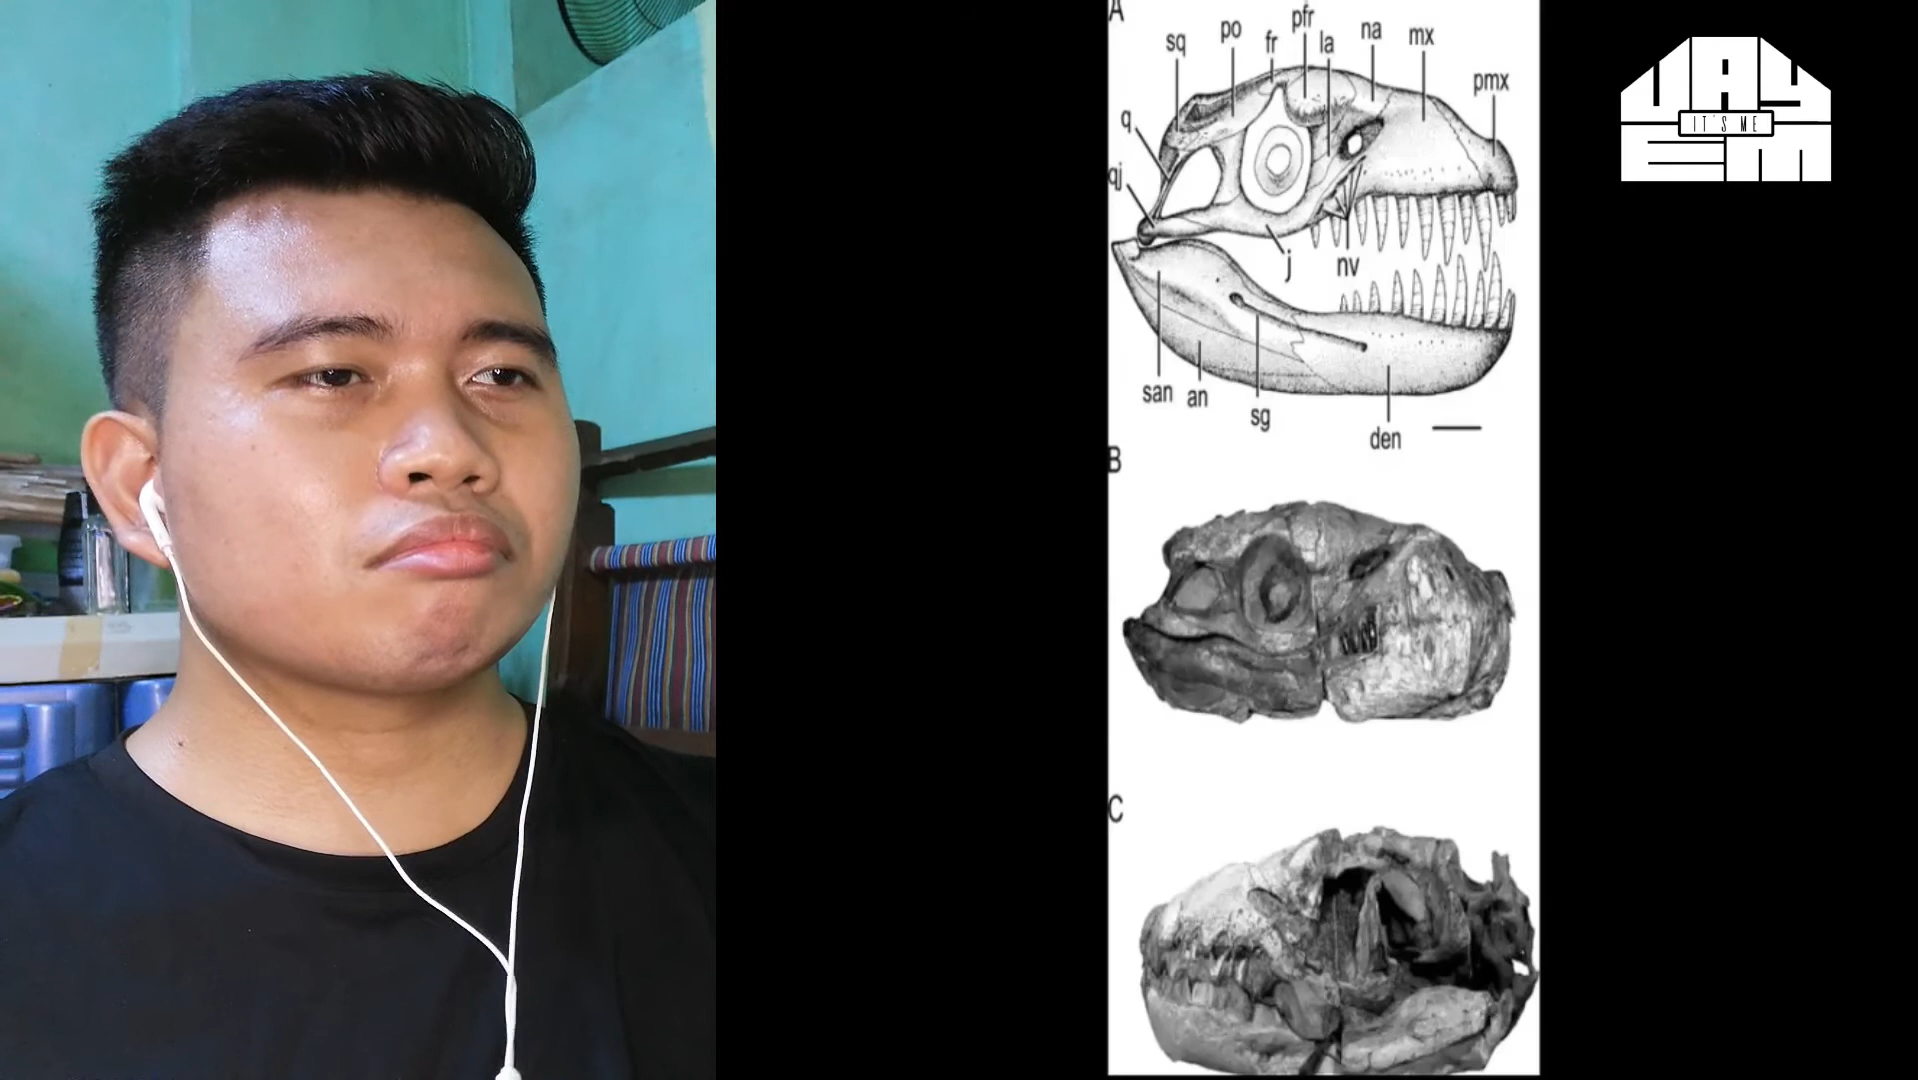 A
sq po fr pfr la na mx pmx
q
qj
j nv
san an sg den
B
C
JAY
IT'S ME
EM